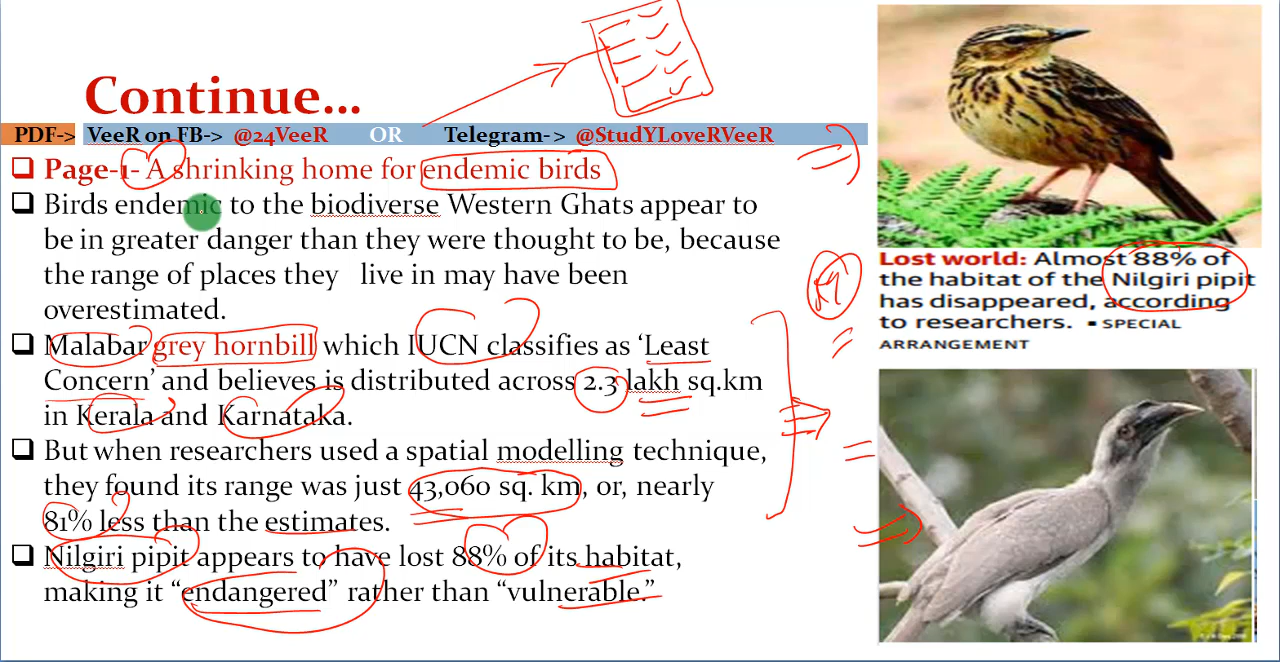 Continue...
PDF-> VeeR on FB-> @24VeeR OR Telegram-> @StudYLoveRVeeR
Page-1- A shrinking home for endemic birds
Birds endemic to the biodiverse Western Ghats appear to
be in greater danger than they were thought to be, because
the range of places they live in may have been
overestimated.
Malabar grey hornbill which IUCN classifies as ‘Least
Concern’ and believes is distributed across 2.3 lakh sq.km
in Kerala and Karnataka.
But when researchers used a spatial modelling technique,
they found its range was just 43,060 sq. km, or, nearly
81% less than the estimates.
Nilgiri pipit appears to have lost 88% of its habitat,
making it “endangered” rather than “vulnerable.”
Lost world: Almost 88% of
the habitat of the Nilgiri pipit
has disappeared, according
to researchers. ▪ SPECIAL
ARRANGEMENT